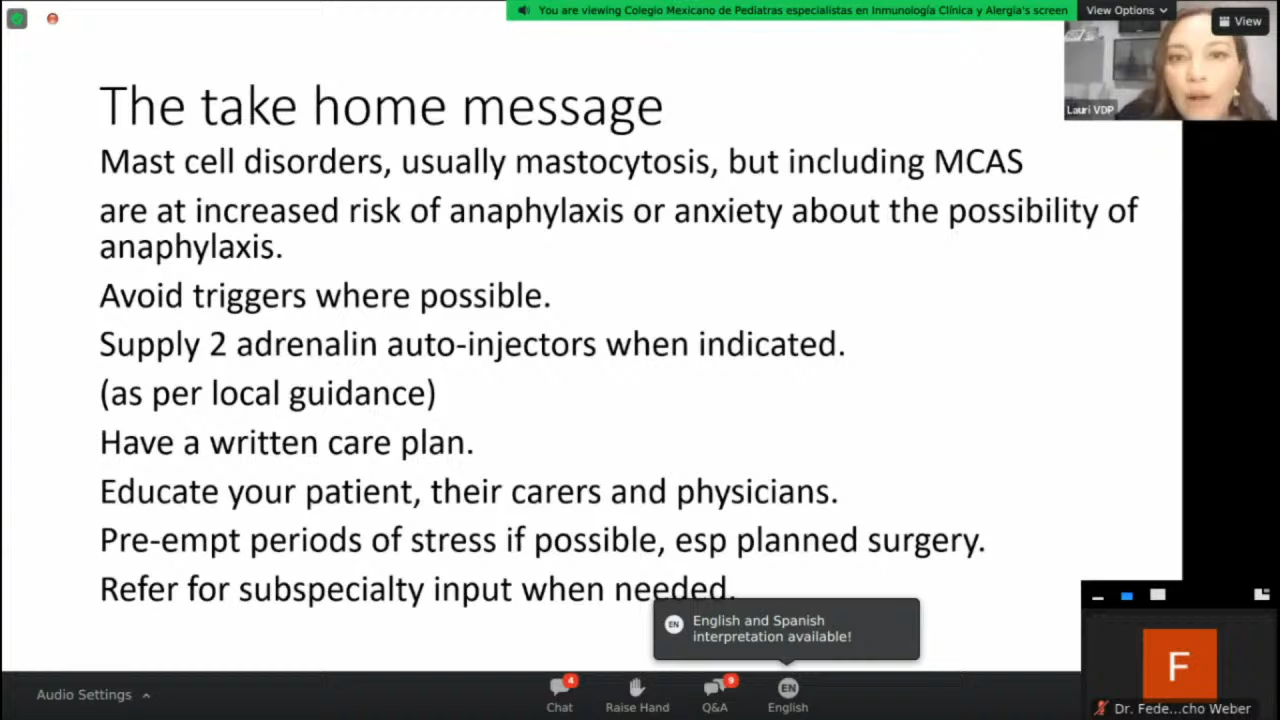 You are viewing Colegio Mexicano de Pediatras especialistas en Inmunología Clínica y Alergia's screen
View Options
View
Lauri VDP
The take home message
Mast cell disorders, usually mastocytosis, but including MCAS
are at increased risk of anaphylaxis or anxiety about the possibility of
anaphylaxis.
Avoid triggers where possible.
Supply 2 adrenalin auto-injectors when indicated.
(as per local guidance)
Have a written care plan.
Educate your patient, their carers and physicians.
Pre-empt periods of stress if possible, esp planned surgery.
Refer for subspecialty input when needed.
EN
English and Spanish
interpretation available!
Audio Settings
4
Chat
Raise Hand
9
Q&A
EN
English
F
Dr. Fede...cho Weber